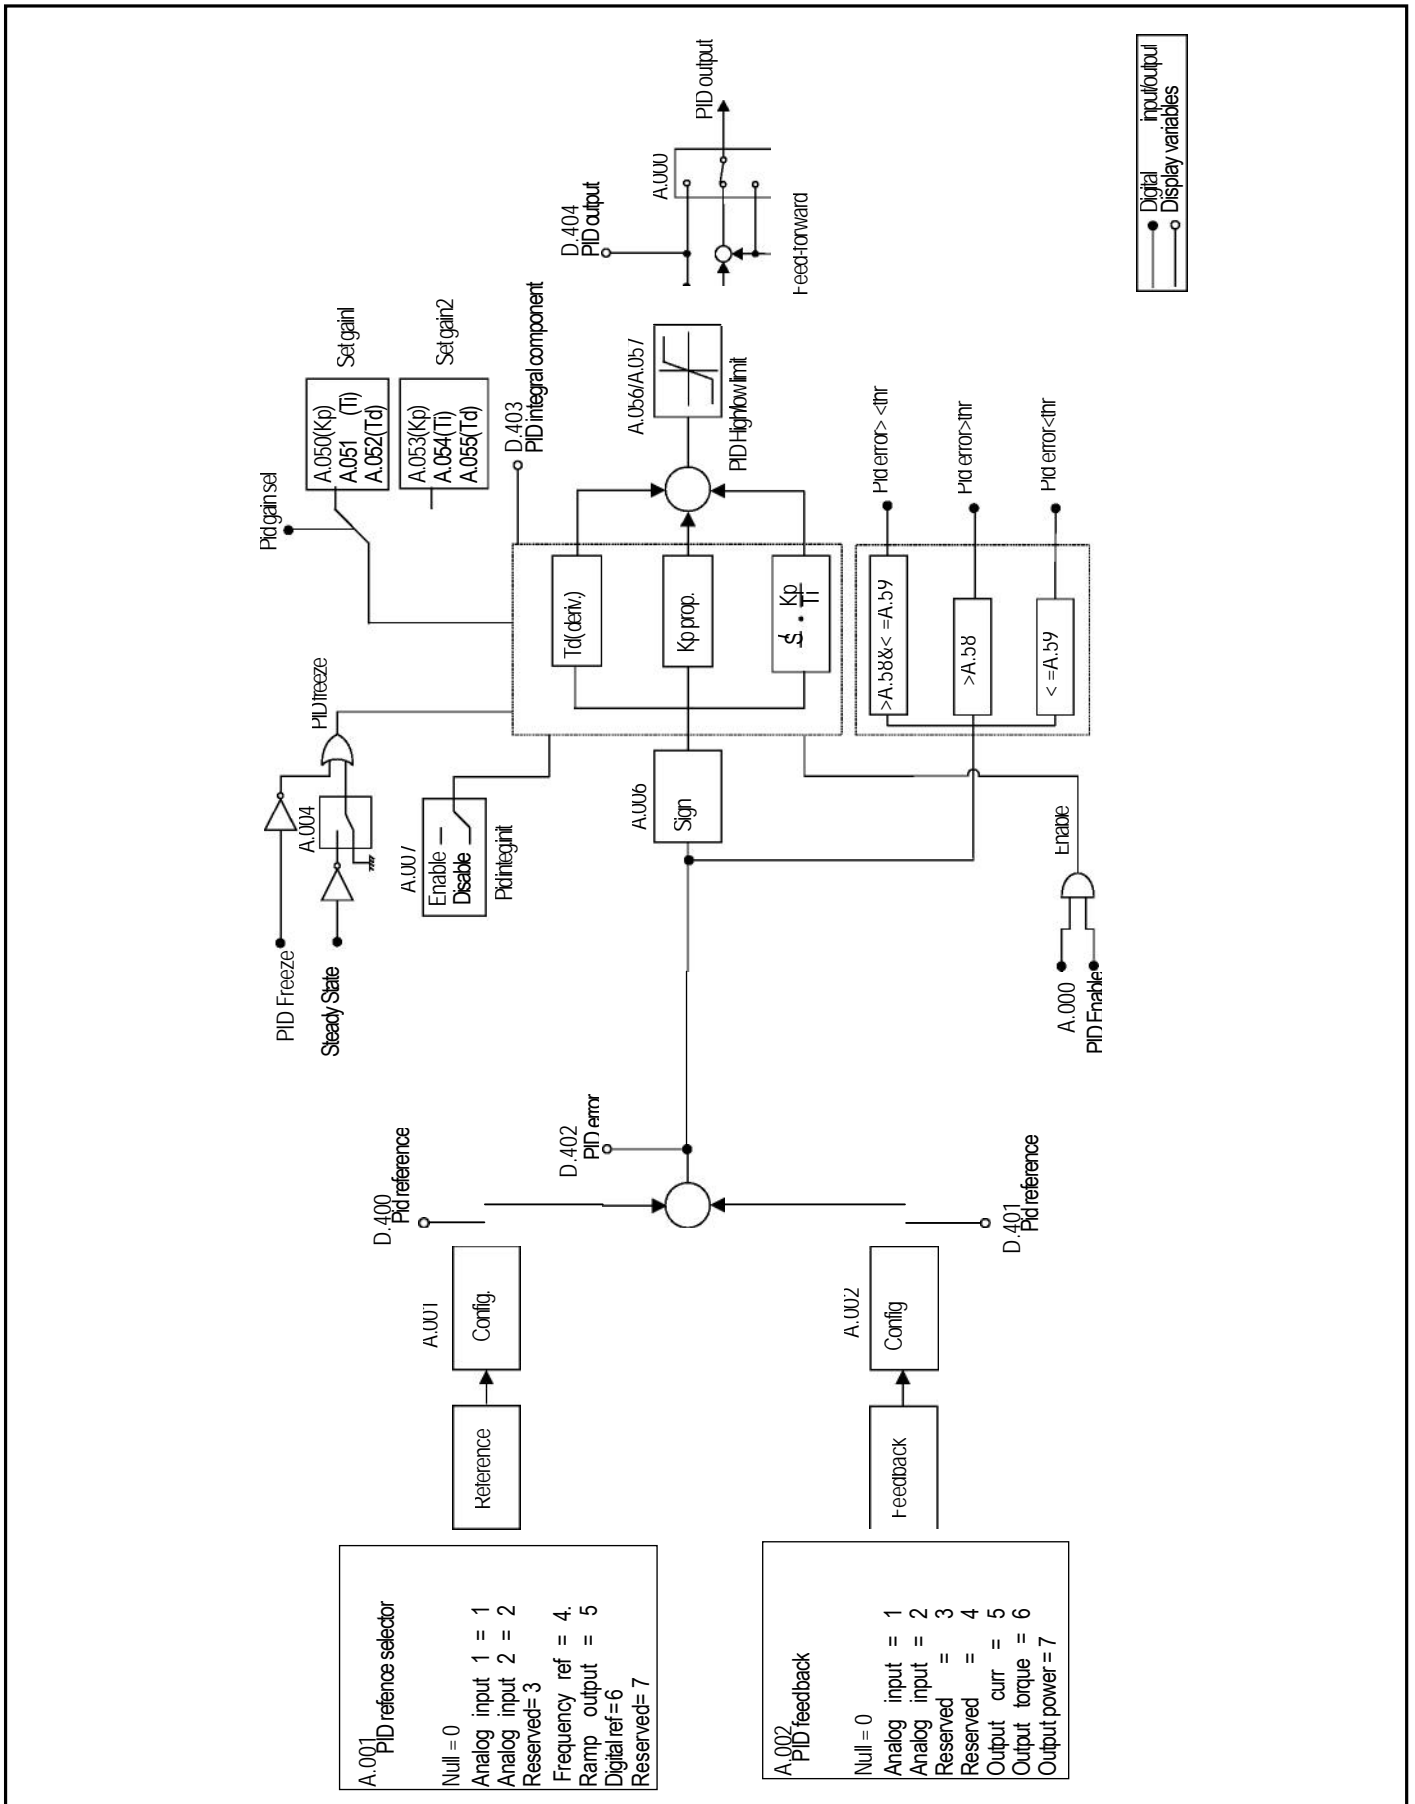 A.001
PID refence selector
Null = 0
Analog input 1 = 1
Analog input 2 = 2
Reserved= 3
Frequency ref = 4.
Ramp output = 5
Digital ref = 6
Reserved= 7
A.002
PID feedback
Null = 0
Analog input = 1
Analog input = 2
Reserved = 3
Reserved = 4
Output curr = 5
Output torque = 6
Output power = 7
Reference
A.001
Config.
Feedback
A.002
Config
D.400
Pid reference
D.401
Pid reference
D.402
PID error
PID Freeze
Steady State
A.004
PID freeze
A.007
Enable
Disable
Pid integ.init
A.006
Sign
A.000
PID Enable
Enable
Pid gain sel
A.050(Kp)
A.051 (Ti)
A.052(Td)
Set gain1
A.053(Kp)
A.054(Ti)
A.055(Td)
Set gain2
D.403
PID integral component
Td(deriv.)
Kp prop.
Kp
Ti
>A.58&< =A.59
>A.58
< =A.59
Pid error> <thr
Pid error>thr
Pid error<thr
A.056/A.057
PID High/low limit
D.404
PID output
A.000
PID output
Feed-forward
Digital input/output
Display variables